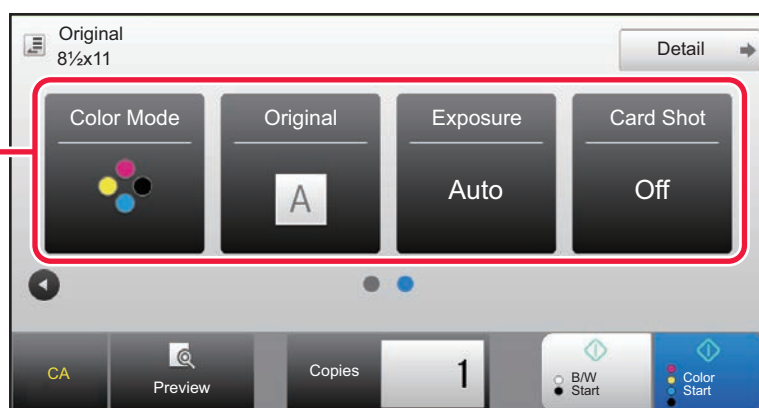 Original
8½x11
Detail
Color Mode
Original
Exposure
Card Shot
A
Auto
Off
CA
Preview
Copies
1
B/W
Start
Color
Start